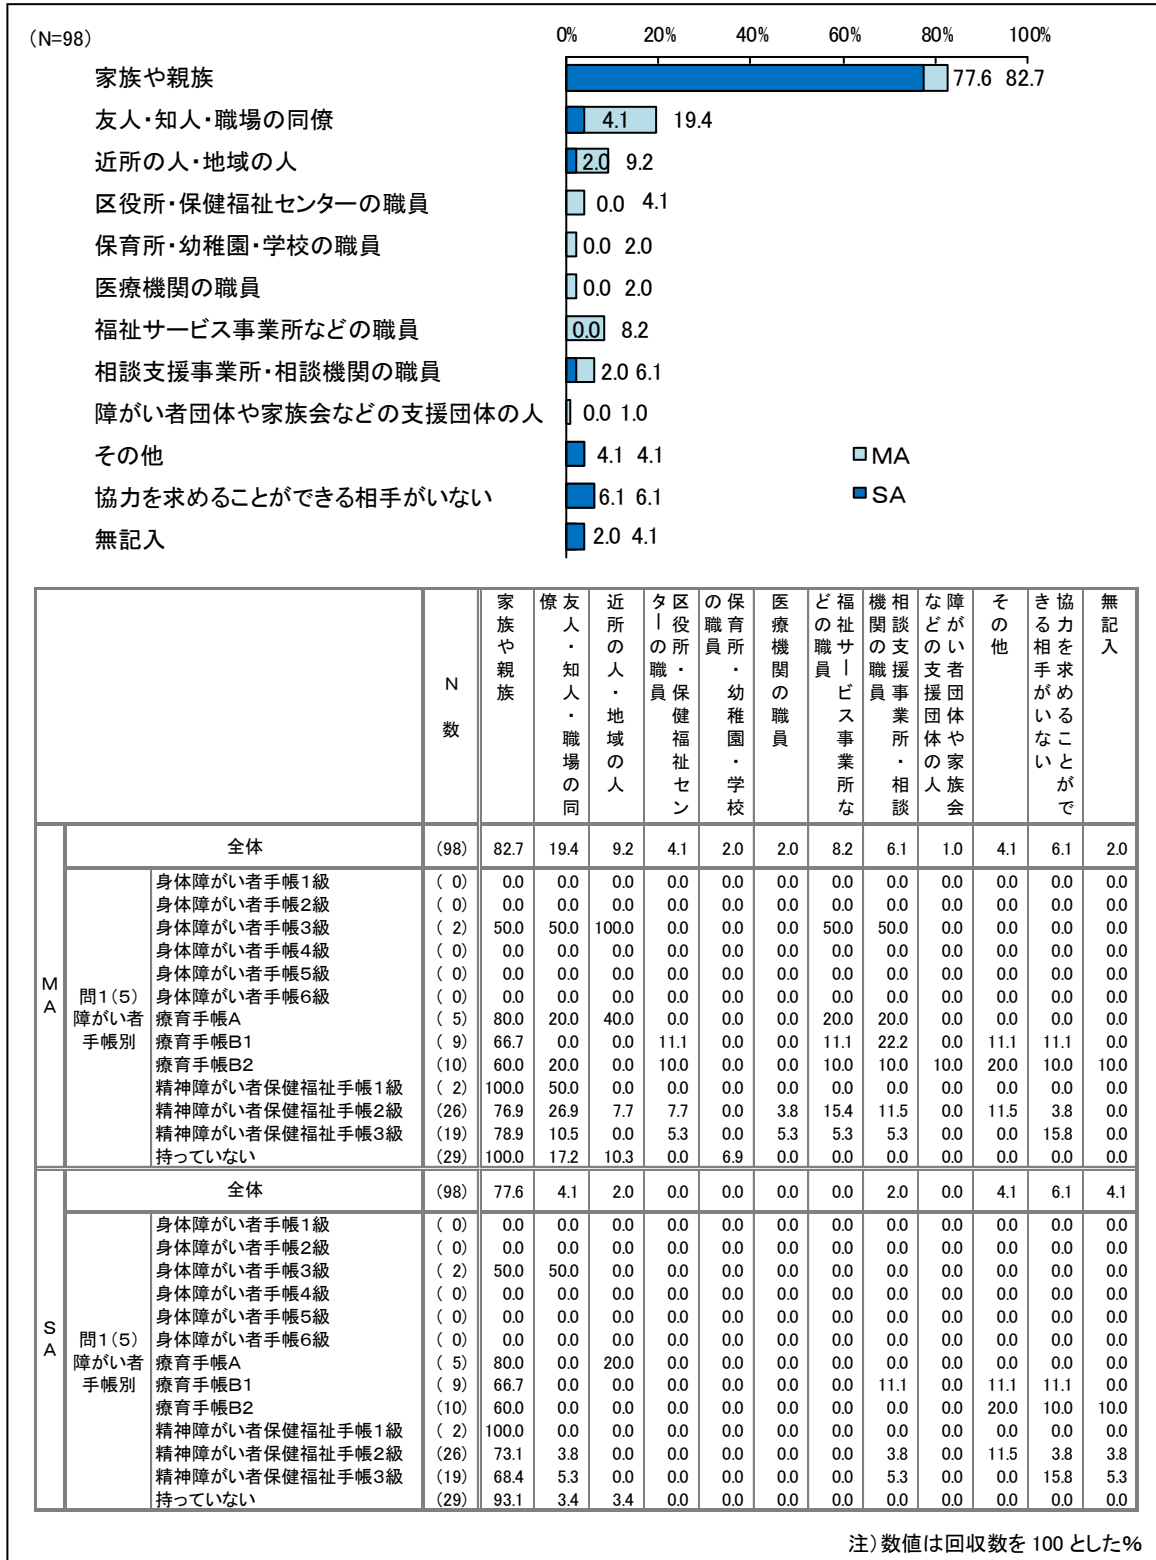 (N=98)
0% 20% 40% 60% 80% 100%
家族や親族 77.6 82.7
友人・知人・職場の同僚 4.1 19.4
近所の人・地域の人 2.0 9.2
区役所・保健福祉センターの職員 0.0 4.1
保育所・幼稚園・学校の職員 0.0 2.0
医療機関の職員 0.0 2.0
福祉サービス事業所などの職員 0.0 8.2
相談支援事業所・相談機関の職員 2.0 6.1
障がい者団体や家族会などの支援団体の人 0.0 1.0
その他 4.1 4.1
協力を求めることができる相手がいない 6.1 6.1
無記入 2.0 4.1
MA
SA
N数
家族や親族
友人・知人・職場の同僚
近所の人・地域の人
区役所・保健福祉センターの職員
保育所・幼稚園・学校の職員
医療機関の職員
福祉サービス事業所などの職員
相談支援事業所・相談機関の職員
障がい者団体や家族会などの支援団体の人
その他
協力を求めることができる相手がいない
無記入
MA
全体 (98) 82.7 19.4 9.2 4.1 2.0 2.0 8.2 6.1 1.0 4.1 6.1 2.0
問1(5)障がい者手帳別
身体障がい者手帳1級 ( 0) 0.0 0.0 0.0 0.0 0.0 0.0 0.0 0.0 0.0 0.0 0.0 0.0
身体障がい者手帳2級 ( 0) 0.0 0.0 0.0 0.0 0.0 0.0 0.0 0.0 0.0 0.0 0.0 0.0
身体障がい者手帳3級 ( 2) 50.0 50.0 100.0 0.0 0.0 0.0 50.0 50.0 0.0 0.0 0.0 0.0
身体障がい者手帳4級 ( 0) 0.0 0.0 0.0 0.0 0.0 0.0 0.0 0.0 0.0 0.0 0.0 0.0
身体障がい者手帳5級 ( 0) 0.0 0.0 0.0 0.0 0.0 0.0 0.0 0.0 0.0 0.0 0.0 0.0
身体障がい者手帳6級 ( 0) 0.0 0.0 0.0 0.0 0.0 0.0 0.0 0.0 0.0 0.0 0.0 0.0
療育手帳A ( 5) 80.0 20.0 40.0 0.0 0.0 0.0 20.0 20.0 0.0 0.0 0.0 0.0
療育手帳B1 ( 9) 66.7 0.0 0.0 11.1 0.0 0.0 11.1 22.2 0.0 11.1 11.1 0.0
療育手帳B2 (10) 60.0 20.0 0.0 10.0 0.0 0.0 10.0 10.0 10.0 20.0 10.0 10.0
精神障がい者保健福祉手帳1級 ( 2) 100.0 50.0 0.0 0.0 0.0 0.0 0.0 0.0 0.0 0.0 0.0 0.0
精神障がい者保健福祉手帳2級 (26) 76.9 26.9 7.7 7.7 0.0 3.8 15.4 11.5 0.0 11.5 3.8 0.0
精神障がい者保健福祉手帳3級 (19) 78.9 10.5 0.0 5.3 0.0 5.3 5.3 5.3 0.0 0.0 15.8 0.0
持っていない (29) 100.0 17.2 10.3 0.0 6.9 0.0 0.0 0.0 0.0 0.0 0.0 0.0
SA
全体 (98) 77.6 4.1 2.0 0.0 0.0 0.0 0.0 2.0 0.0 4.1 6.1 4.1
問1(5)障がい者手帳別
身体障がい者手帳1級 ( 0) 0.0 0.0 0.0 0.0 0.0 0.0 0.0 0.0 0.0 0.0 0.0 0.0
身体障がい者手帳2級 ( 0) 0.0 0.0 0.0 0.0 0.0 0.0 0.0 0.0 0.0 0.0 0.0 0.0
身体障がい者手帳3級 ( 2) 50.0 50.0 0.0 0.0 0.0 0.0 0.0 0.0 0.0 0.0 0.0 0.0
身体障がい者手帳4級 ( 0) 0.0 0.0 0.0 0.0 0.0 0.0 0.0 0.0 0.0 0.0 0.0 0.0
身体障がい者手帳5級 ( 0) 0.0 0.0 0.0 0.0 0.0 0.0 0.0 0.0 0.0 0.0 0.0 0.0
身体障がい者手帳6級 ( 0) 0.0 0.0 0.0 0.0 0.0 0.0 0.0 0.0 0.0 0.0 0.0 0.0
療育手帳A ( 5) 80.0 0.0 20.0 0.0 0.0 0.0 0.0 0.0 0.0 0.0 0.0 0.0
療育手帳B1 ( 9) 66.7 0.0 0.0 0.0 0.0 0.0 0.0 11.1 0.0 11.1 11.1 0.0
療育手帳B2 (10) 60.0 0.0 0.0 0.0 0.0 0.0 0.0 0.0 0.0 20.0 10.0 10.0
精神障がい者保健福祉手帳1級 ( 2) 100.0 0.0 0.0 0.0 0.0 0.0 0.0 0.0 0.0 0.0 0.0 0.0
精神障がい者保健福祉手帳2級 (26) 73.1 3.8 0.0 0.0 0.0 0.0 0.0 3.8 0.0 11.5 3.8 3.8
精神障がい者保健福祉手帳3級 (19) 68.4 5.3 0.0 0.0 0.0 0.0 0.0 5.3 0.0 0.0 15.8 5.3
持っていない (29) 93.1 3.4 3.4 0.0 0.0 0.0 0.0 0.0 0.0 0.0 0.0 0.0
注)数値は回収数を 100 とした%